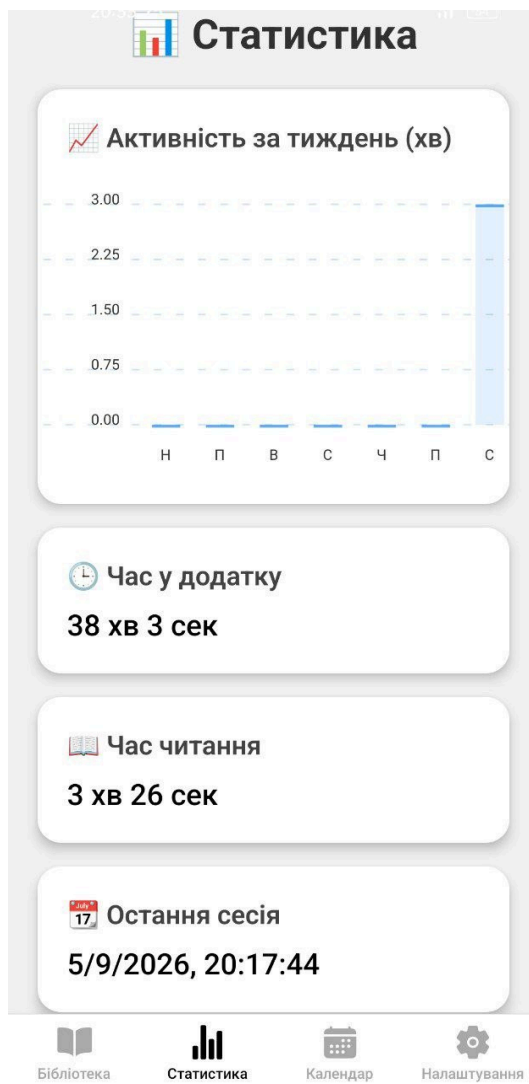 Статистика
Активність за тиждень (хв)
3.00
2.25
1.50
0.75
0.00
Н П В С Ч П С
Час у додатку
38 хв 3 сек
Час читання
3 хв 26 сек
July
17
Остання сесія
5/9/2026, 20:17:44
Бібліотека Статистика Календар Налаштування